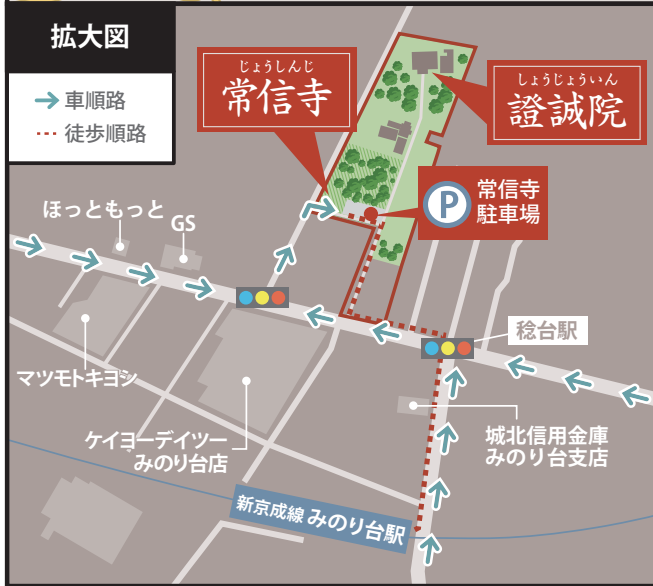 拡大図
車順路
徒歩順路
じょうしんじ
常信寺
しょうじょういん
證誠院
P
常信寺
駐車場
ほっともっと
GS
稔台駅
マツモトキヨシ
ケイヨーデイツー
みのり台店
城北信用金庫
みのり台支店
新京成線 みのり台駅